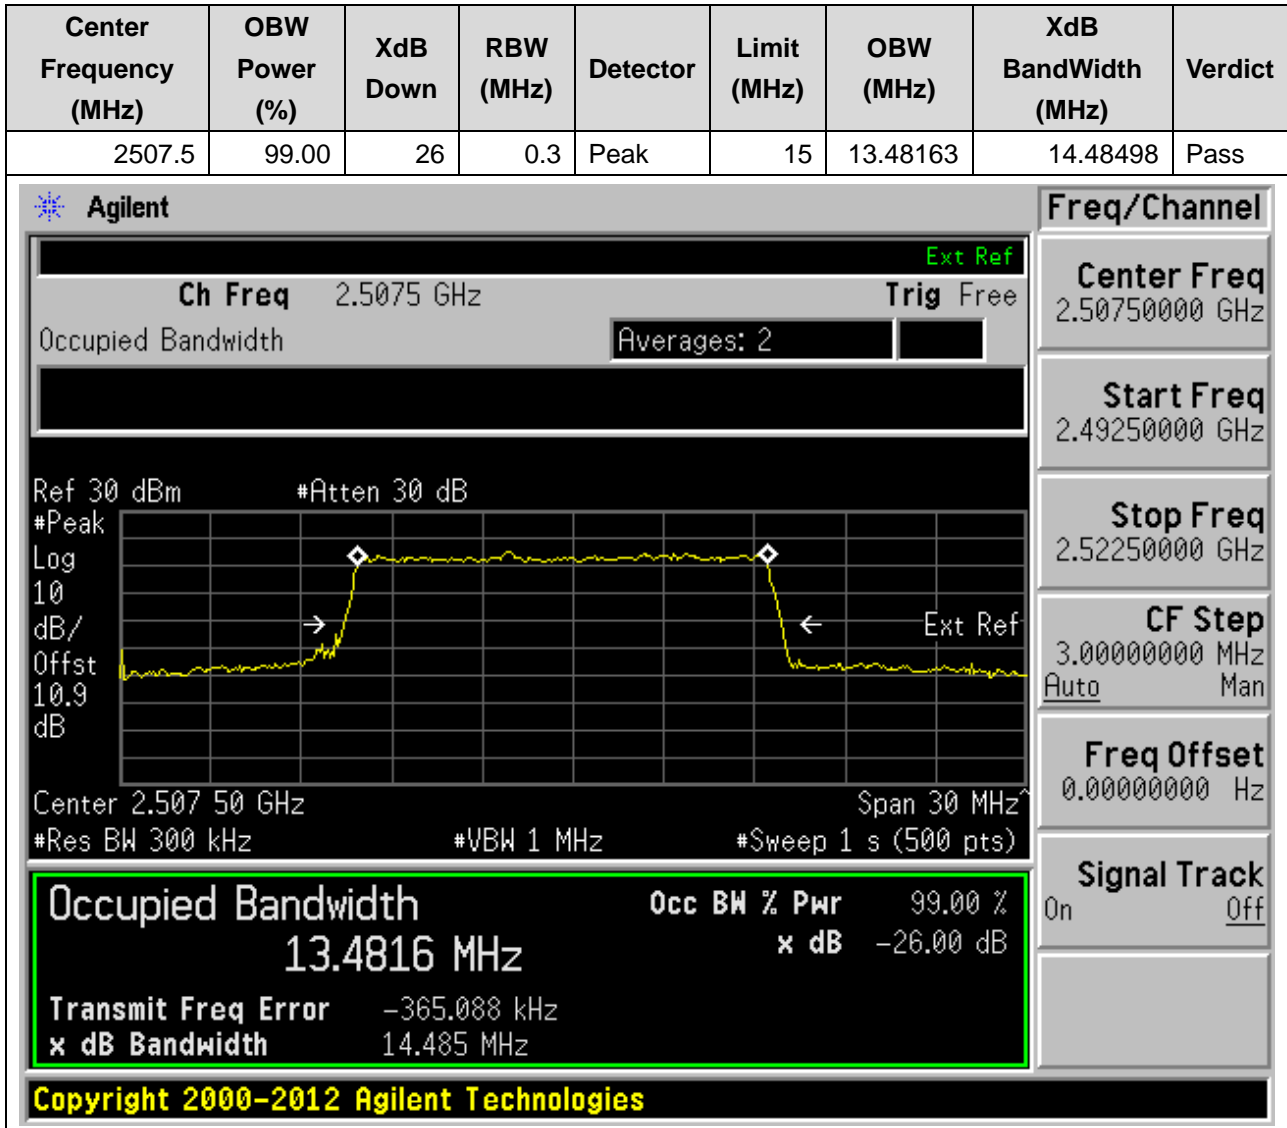 Center Frequency (MHz) OBW Power (%) XdB Down RBW (MHz) Detector Limit (MHz) OBW (MHz) XdB BandWidth (MHz) Verdict
2507.5 99.00 26 0.3 Peak 15 13.48163 14.48498 Pass
Agilent
Freq/Channel
Ext Ref
Ch Freq 2.5075 GHz Trig Free
Occupied Bandwidth Averages: 2
Center Freq
2.50750000 GHz
Start Freq
2.49250000 GHz
Stop Freq
2.52250000 GHz
CF Step
3.00000000 MHz
Auto Man
Freq Offset
0.00000000 Hz
Signal Track
On Off
Ref 30 dBm #Atten 30 dB
#Peak
Log
10
dB/
Offst
10.9
dB
Ext Ref
Center 2.507 50 GHz Span 30 MHz^
#Res BW 300 kHz #VBW 1 MHz #Sweep 1 s (500 pts)
Occupied Bandwidth Occ BW % Pwr 99.00 %
13.4816 MHz x dB -26.00 dB
Transmit Freq Error -365.088 kHz
x dB Bandwidth 14.485 MHz
Copyright 2000-2012 Agilent Technologies